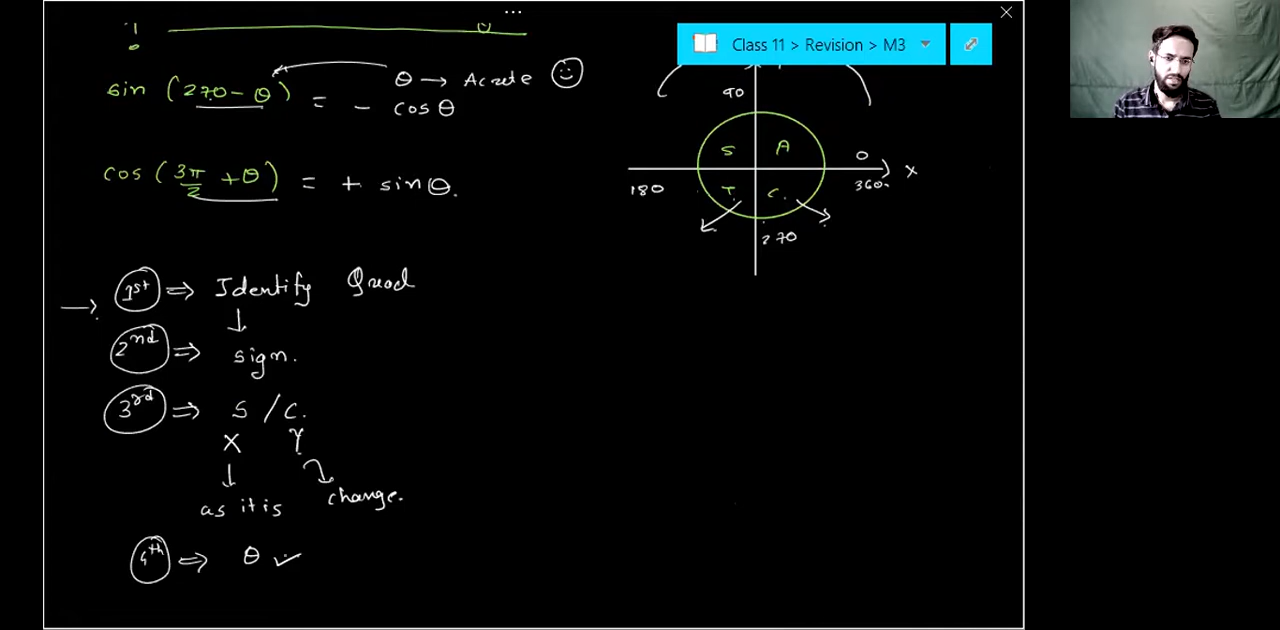 Class 11 > Revision > M3
sin (270 - θ) = - cos θ
θ → Acute
cos (3π/2 + θ) = + sin θ.
90
S A
0
180
T C.
360.
X
270
1st ⇒ Identify Quad
2nd ⇒ sign.
3rd ⇒ S / C.
X Y
as it is change.
4th ⇒ θ ✓